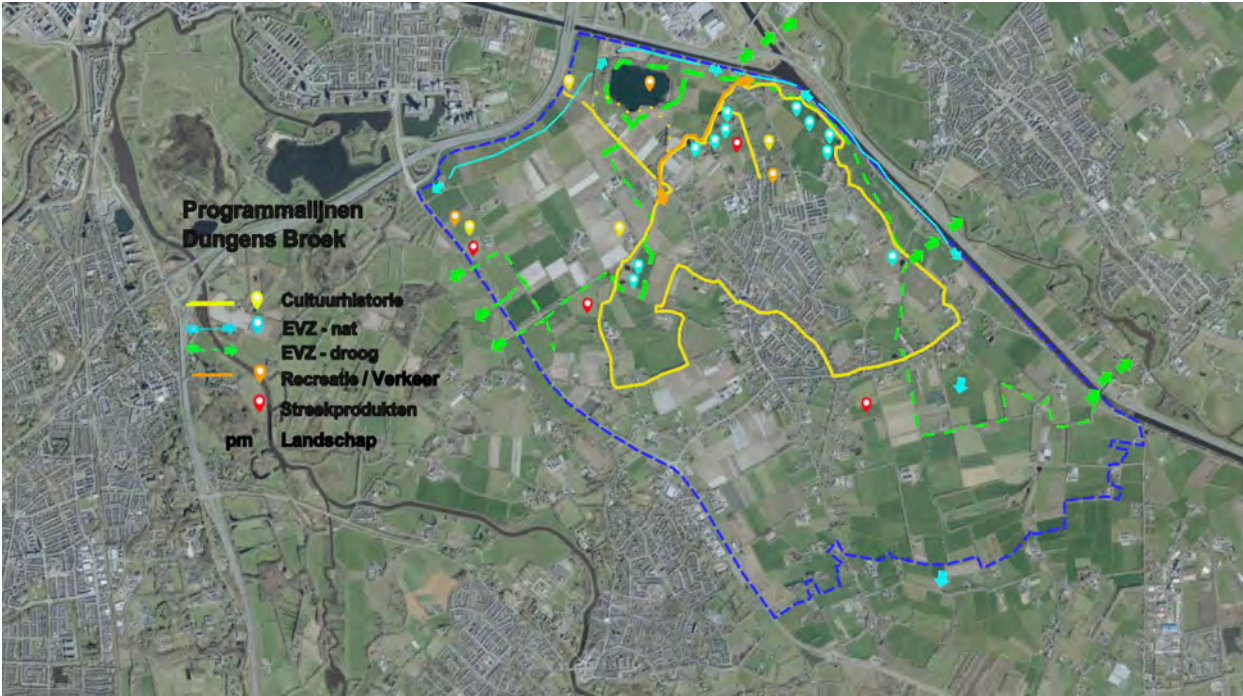 Programmalijnen
Dungens Broek
Cultuurhistorie
EVZ - nat
EVZ - droog
Recreatie / Verkeer
Streekprodukten
pm Landschap